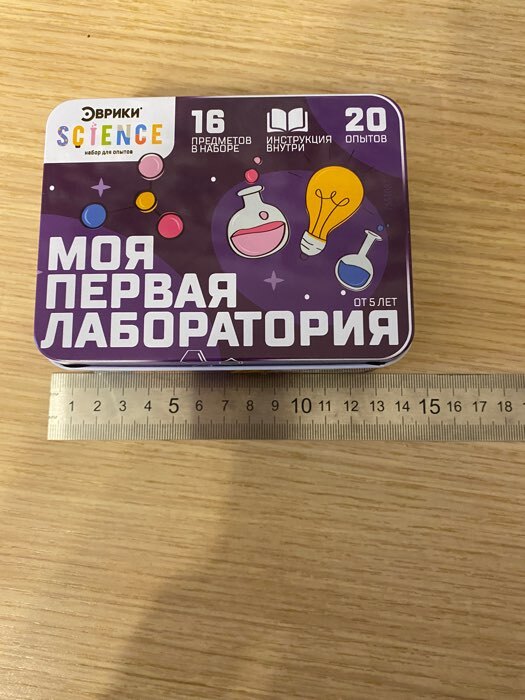 ЭВРИКИ
SCIENCE
набор для опытов
16
ПРЕДМЕТОВ
В НАБОРЕ
ИНСТРУКЦИЯ
ВНУТРИ
20
ОПЫТОВ
МОЯ
ПЕРВАЯ
ЛАБОРАТОРИЯ
ОТ 5 ЛЕТ
1 2 3 4 5 6 7 8 9 10 11 12 13 14 15 16 17 18